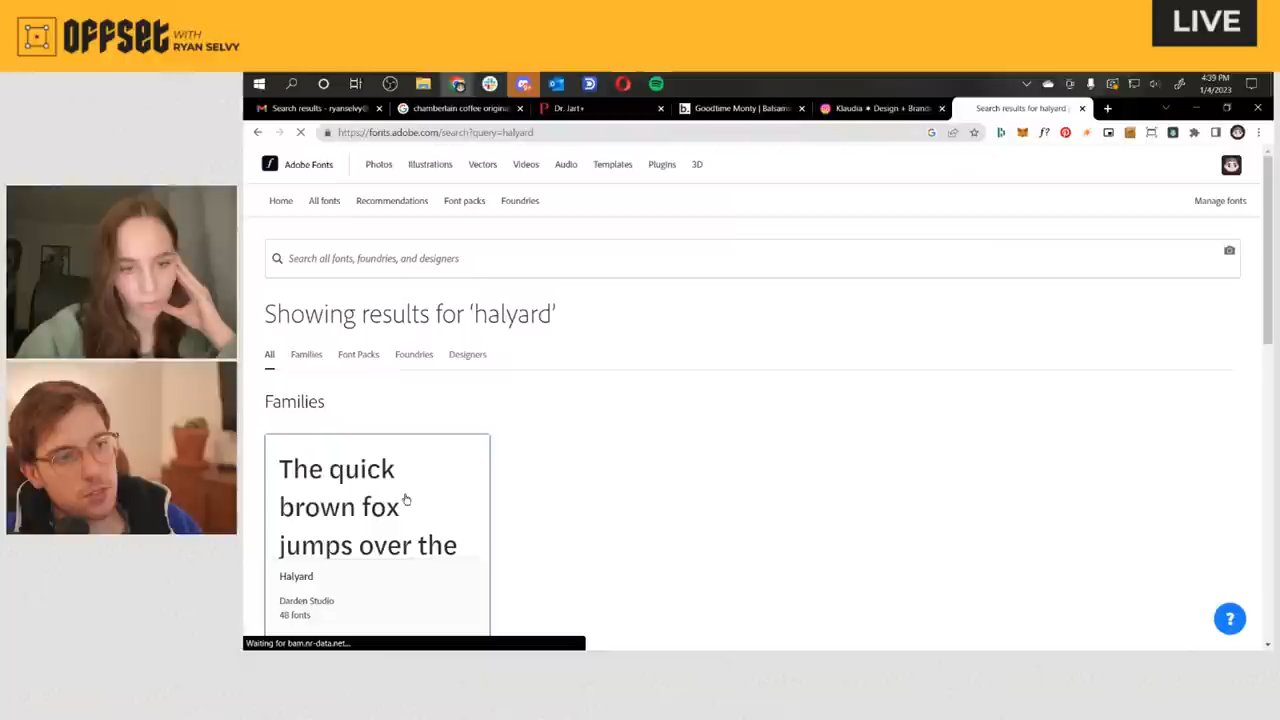 OFFSET
WITH
RYAN SELVY
LIVE
4:39 PM
1/4/2023
Search results - ryanselvy@
chamberlain coffee origina
Dr. Jart+
Goodtime Monty | Balsam
Klaudia • Design + Brand
Search results for halyard
https://fonts.adobe.com/search?query=halyard
Adobe Fonts
Photos
Illustrations
Vectors
Videos
Audio
Templates
Plugins
3D
Home
All fonts
Recommendations
Font packs
Foundries
Manage fonts
Search all fonts, foundries, and designers
Showing results for ‘halyard’
All
Families
Font Packs
Foundries
Designers
Families
The quick
brown fox
jumps over the
Halyard
Darden Studio
48 fonts
?
Waiting for bam.nr-data.net...